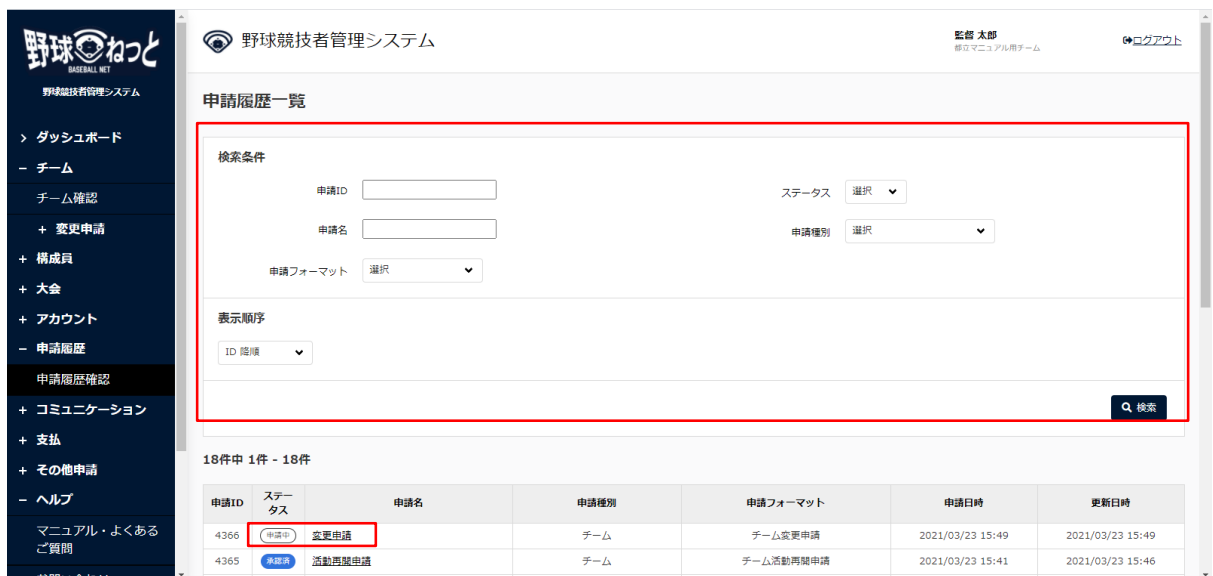 野球ねっと
BASEBALL NET
野球競技者管理システム
> ダッシュボード
− チーム
チーム確認
+ 変更申請
+ 構成員
+ 大会
+ アカウント
− 申請履歴
申請履歴確認
+ コミュニケーション
+ 支払
+ その他申請
− ヘルプ
マニュアル・よくある
ご質問
野球競技者管理システム
監督 太郎
都立マニュアル用チーム
ログアウト
申請履歴一覧
検索条件
申請ID
ステータス 選択
申請名
申請種別 選択
申請フォーマット 選択
表示順序
ID 降順
検索
18件中 1件 - 18件
申請ID ステー
タス 申請名 申請種別 申請フォーマット 申請日時 更新日時
4366 申請中 変更申請 チーム チーム変更申請 2021/03/23 15:49 2021/03/23 15:49
4365 承認済 活動再開申請 チーム チーム活動再開申請 2021/03/23 15:41 2021/03/23 15:46